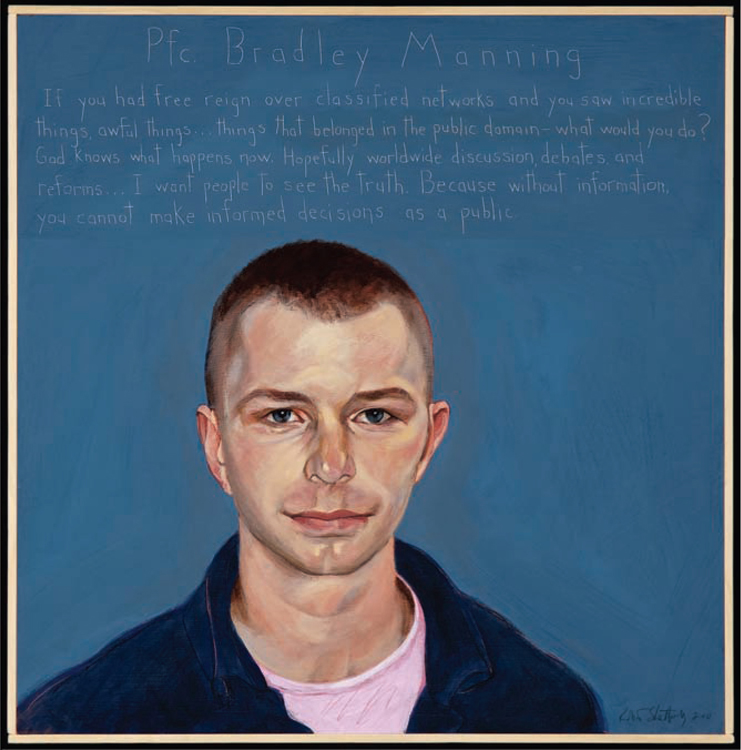 Pfc. Bradley Manning
If you had free reign over classified networks and you saw incredible
things, awful things... things that belonged in the public domain - what would you do?
God knows what happens now. Hopefully worldwide discussion, debates, and
reforms... I want people to see the truth. Because without information,
you cannot make informed decisions as a public